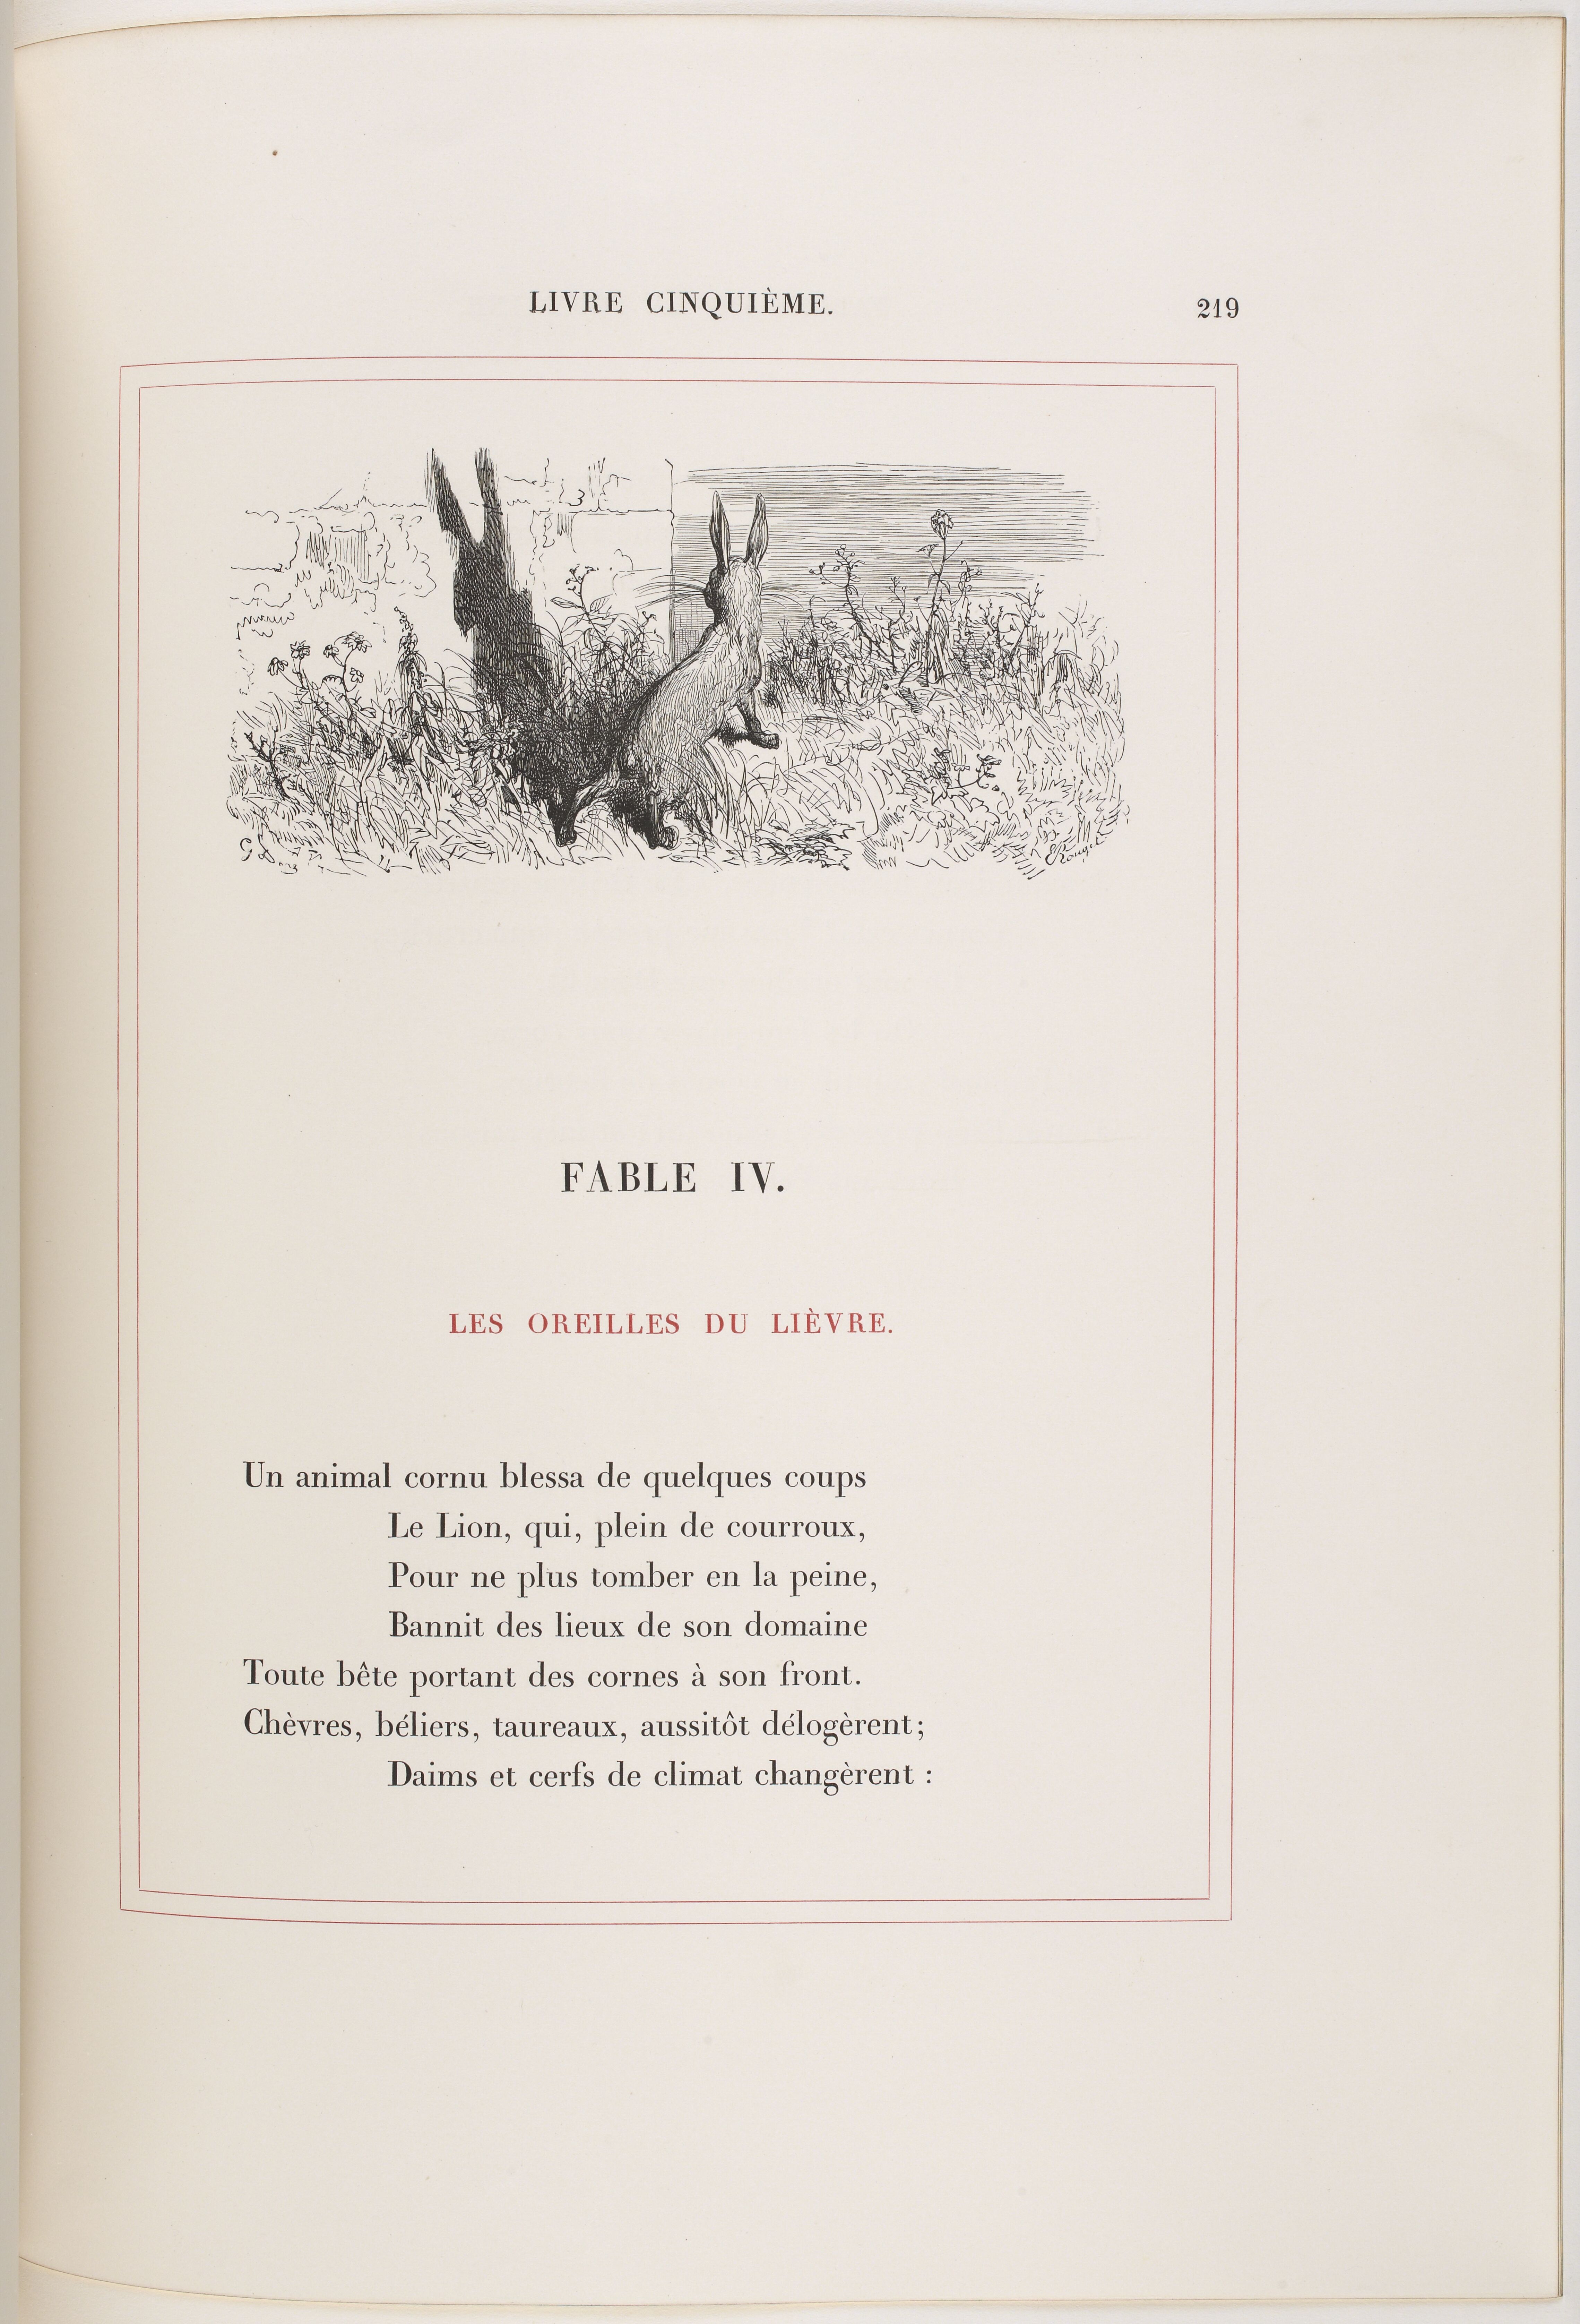 LIVRE CINQUIÈME. 219
FABLE IV.
LES OREILLES DU LIÈVRE.
Un animal cornu blessa de quelques coups
Le Lion, qui, plein de courroux,
Pour ne plus tomber en la peine,
Bannit des lieux de son domaine
Toute bête portant des cornes à son front.
Chèvres, béliers, taureaux, aussitôt délogèrent;
Daims et cerfs de climat changèrent :